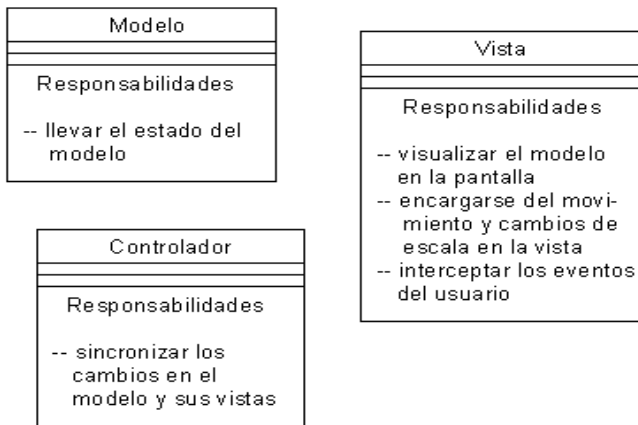 Modelo
Responsabilidades
-- llevar el estado del
modelo
Vista
Responsabilidades
-- visualizar el modelo
en la pantalla
-- encargarse del movi-
miento y cambios de
escala en la vista
-- interceptar los eventos
del usuario
Controlador
Responsabilidades
-- sincronizar los
cambios en el
modelo y sus vistas